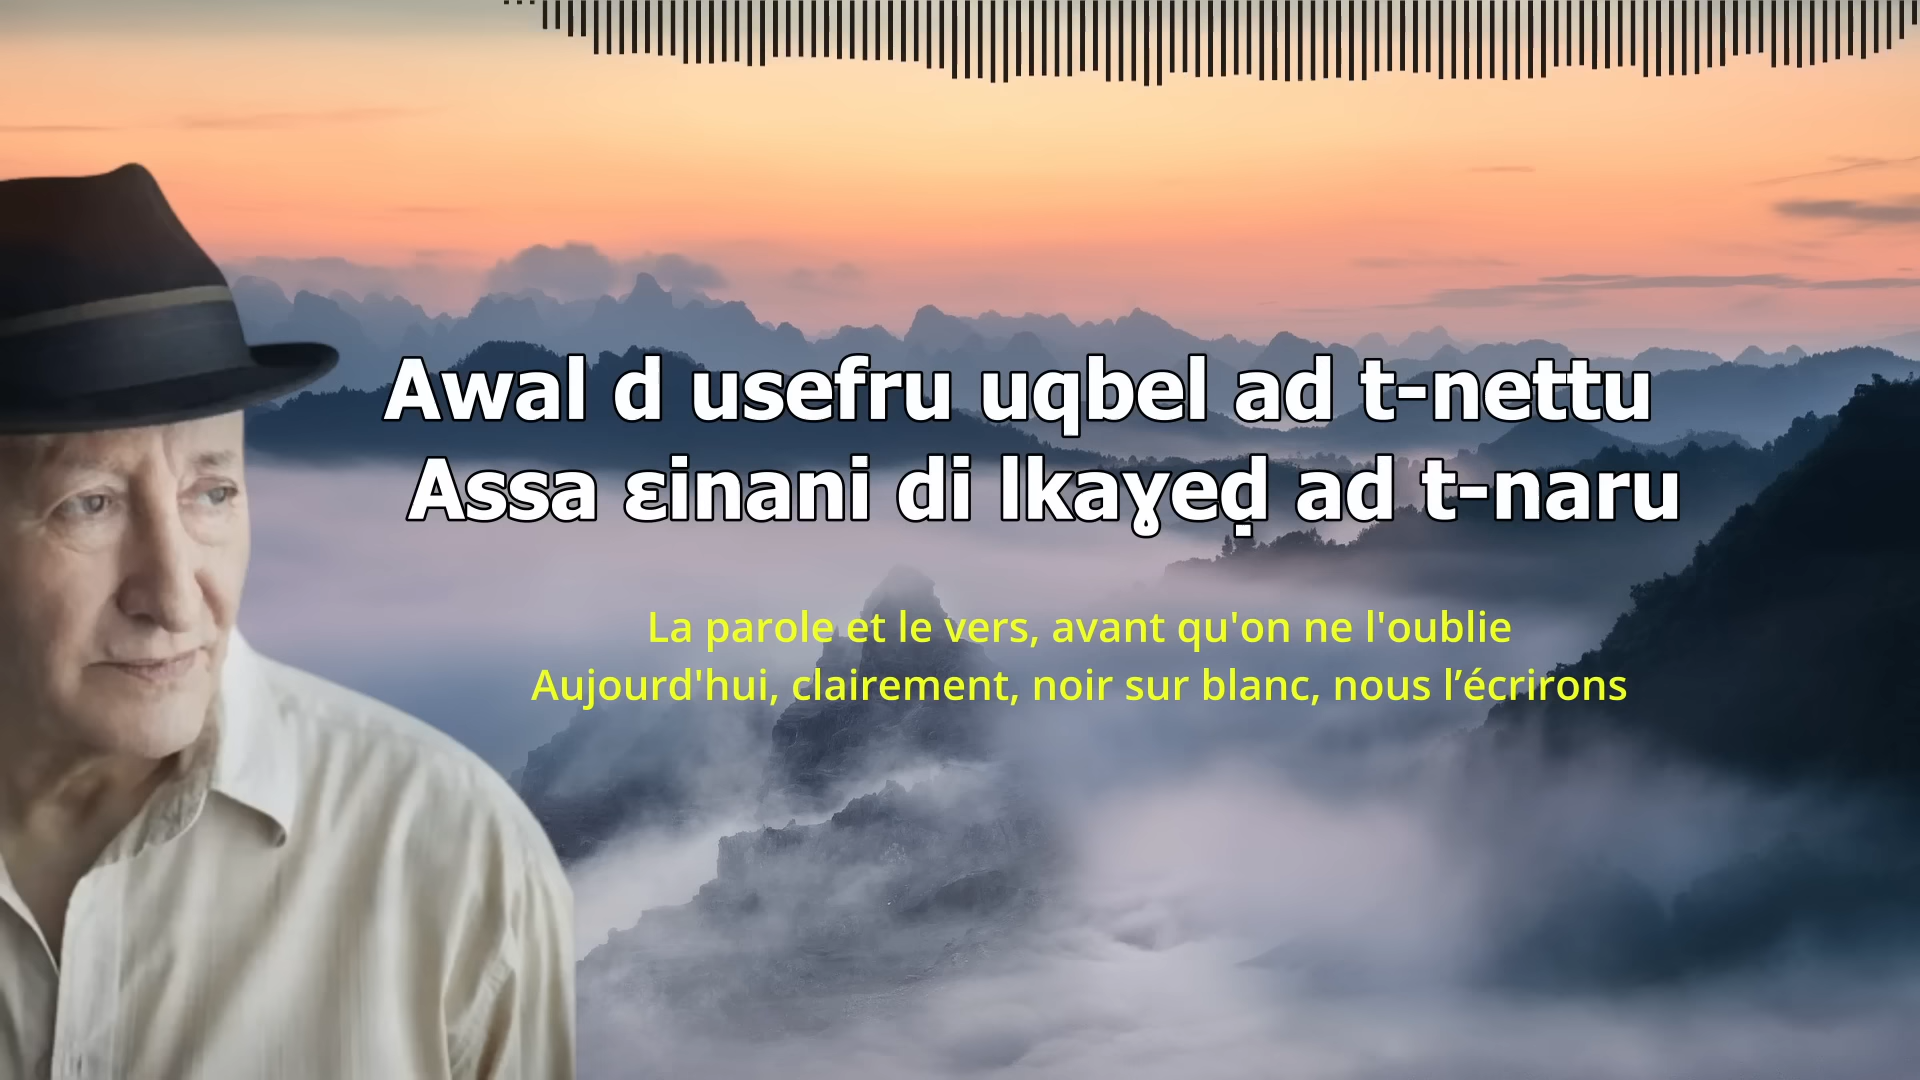 Awal d usefru uqbel ad t-nettu
Assa ɛinani di lkaɣeḍ ad t-naru
La parole et le vers, avant qu'on ne l'oublie
Aujourd'hui, clairement, noir sur blanc, nous l’écrirons